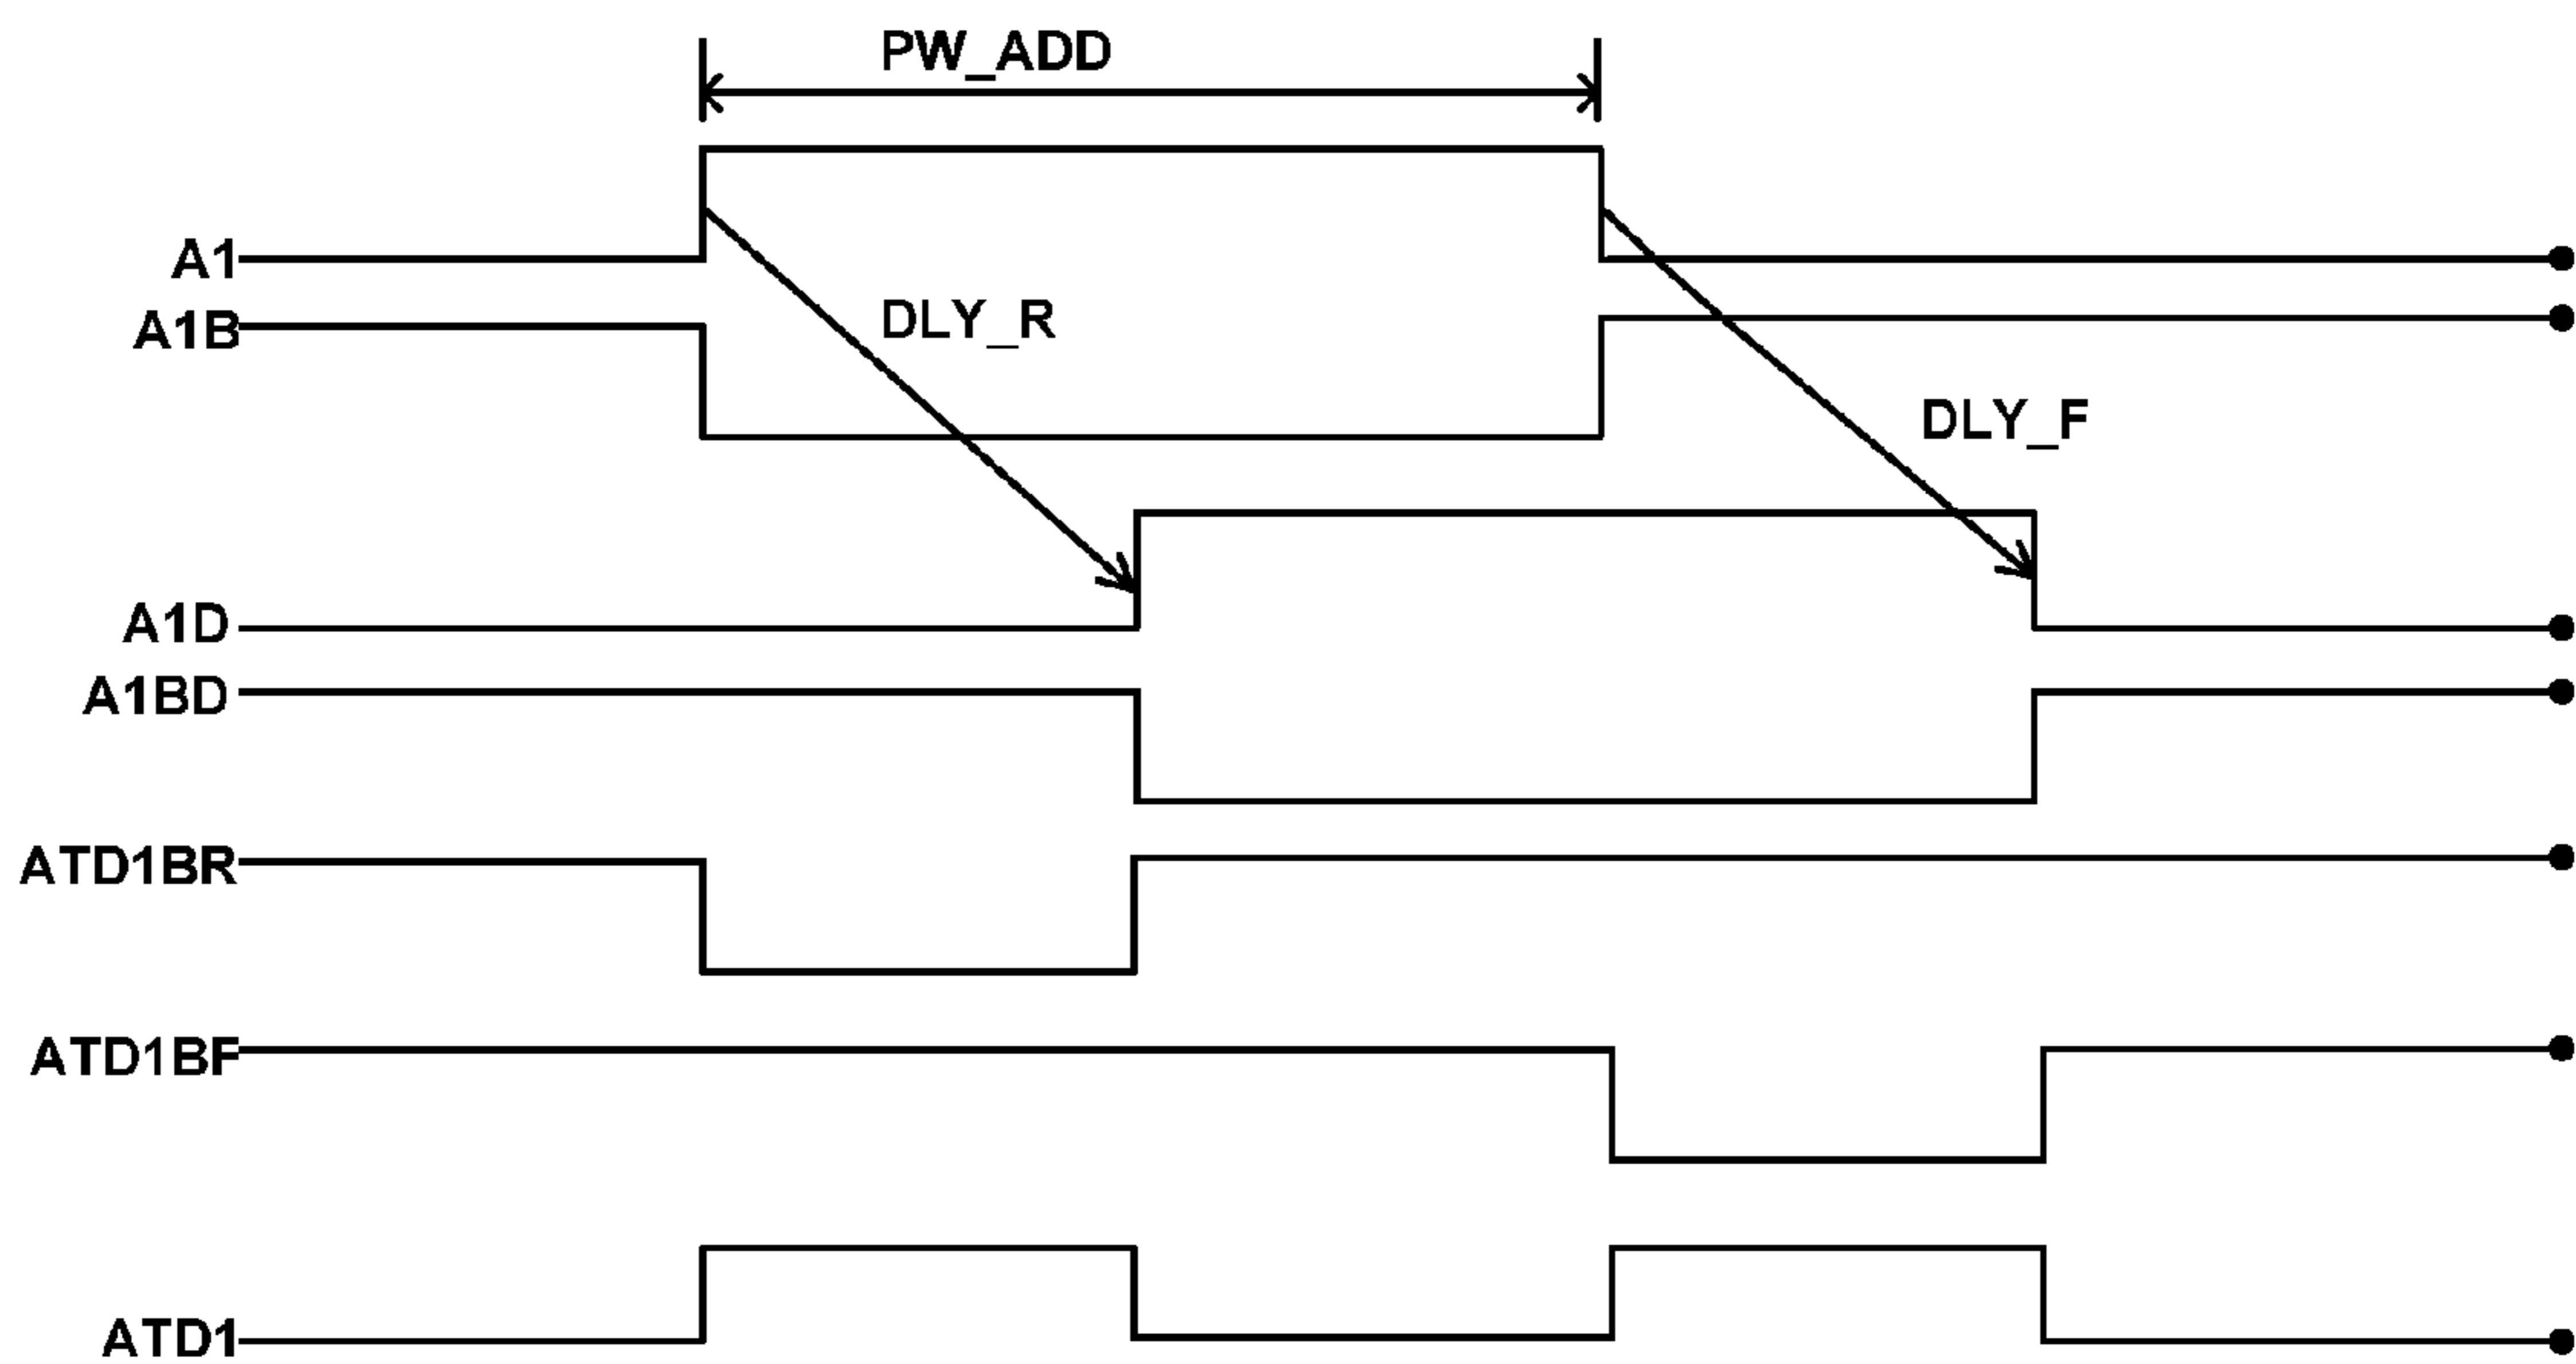 PW_ADD
A1
A1B
DLY_R
DLY_F
A1D
A1BD
ATD1BR
ATD1BF
ATD1